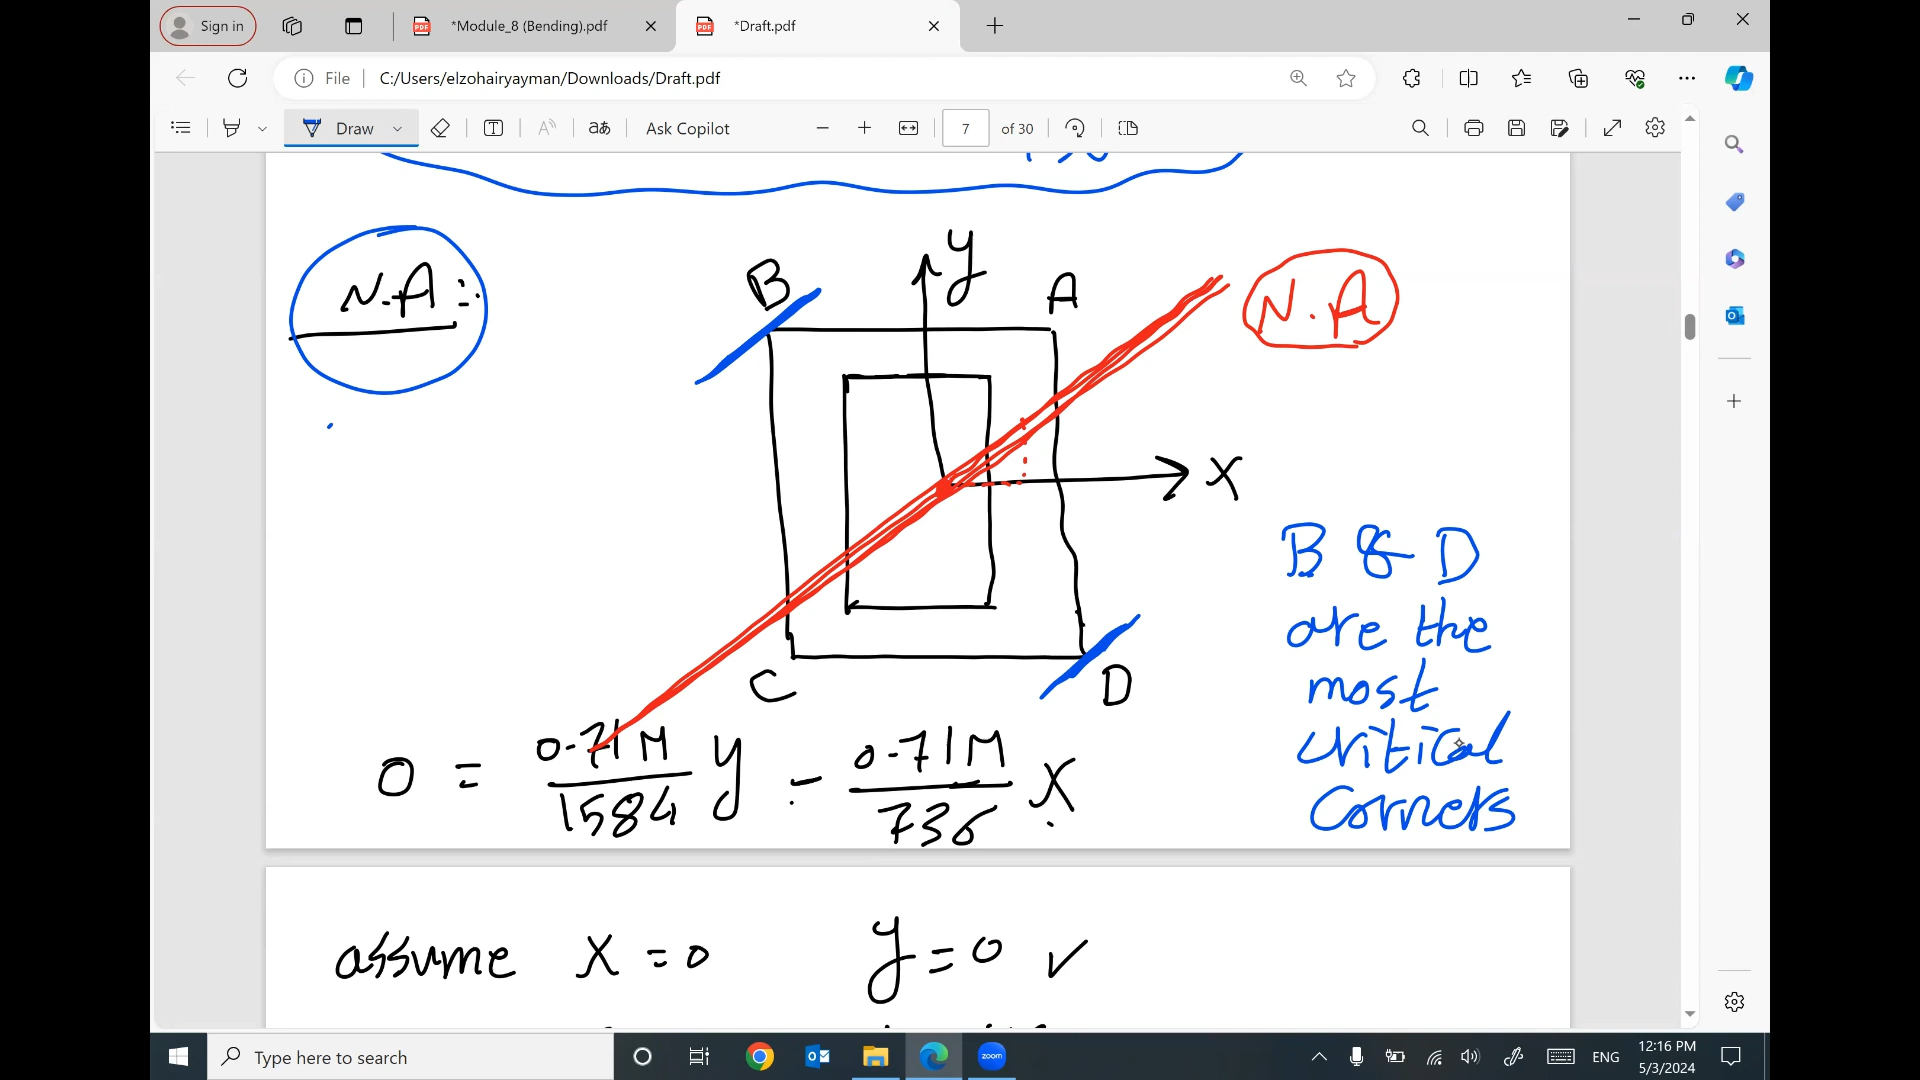 Sign in
*Module_8 (Bending).pdf
*Draft.pdf
File
C:/Users/elzohairyayman/Downloads/Draft.pdf
Draw
Ask Copilot
7 of 30
N.A :-
B
y
A
N.A
X
C
D
B & D
are the
most
critical
Corners
0 = 0.71M/1584 y - 0.71M/736 X
assume X = 0 y = 0 ✓
Type here to search
zoom
ENG
12:16 PM
5/3/2024